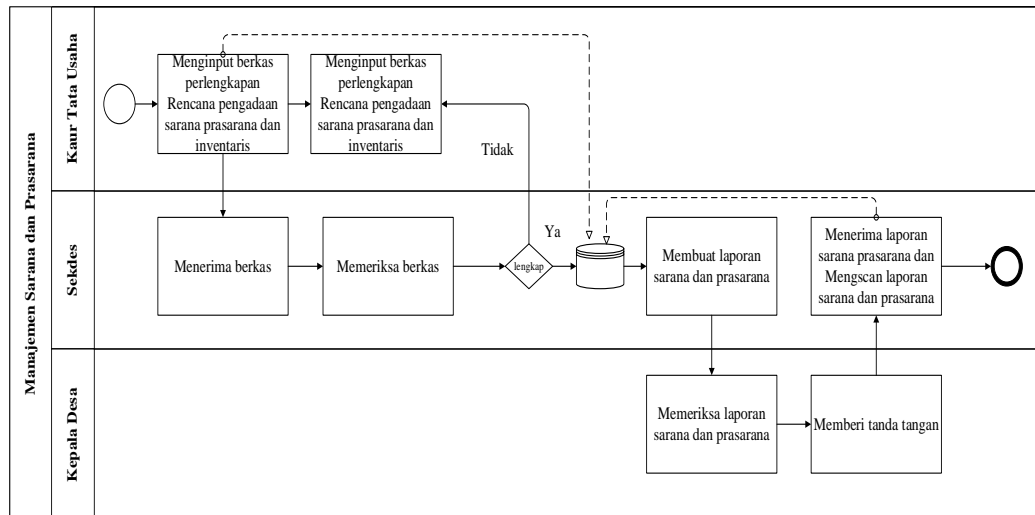 Manajemen Sarana dan Prasarana
Kaur Tata Usaha
Menginput berkas
perlengkapan
Rencana pengadaan
sarana prasarana dan
inventaris
Menginput berkas
perlengkapan
Rencana pengadaan
sarana prasarana dan
inventaris
Tidak
Sekdes
Menerima berkas
Memeriksa berkas
lengkap
Ya
Membuat laporan
sarana dan prasarana
Menerima laporan
sarana prasarana dan
Mengscan laporan
sarana dan prasarana
Kepala Desa
Memeriksa laporan
sarana dan prasarana
Memberi tanda tangan